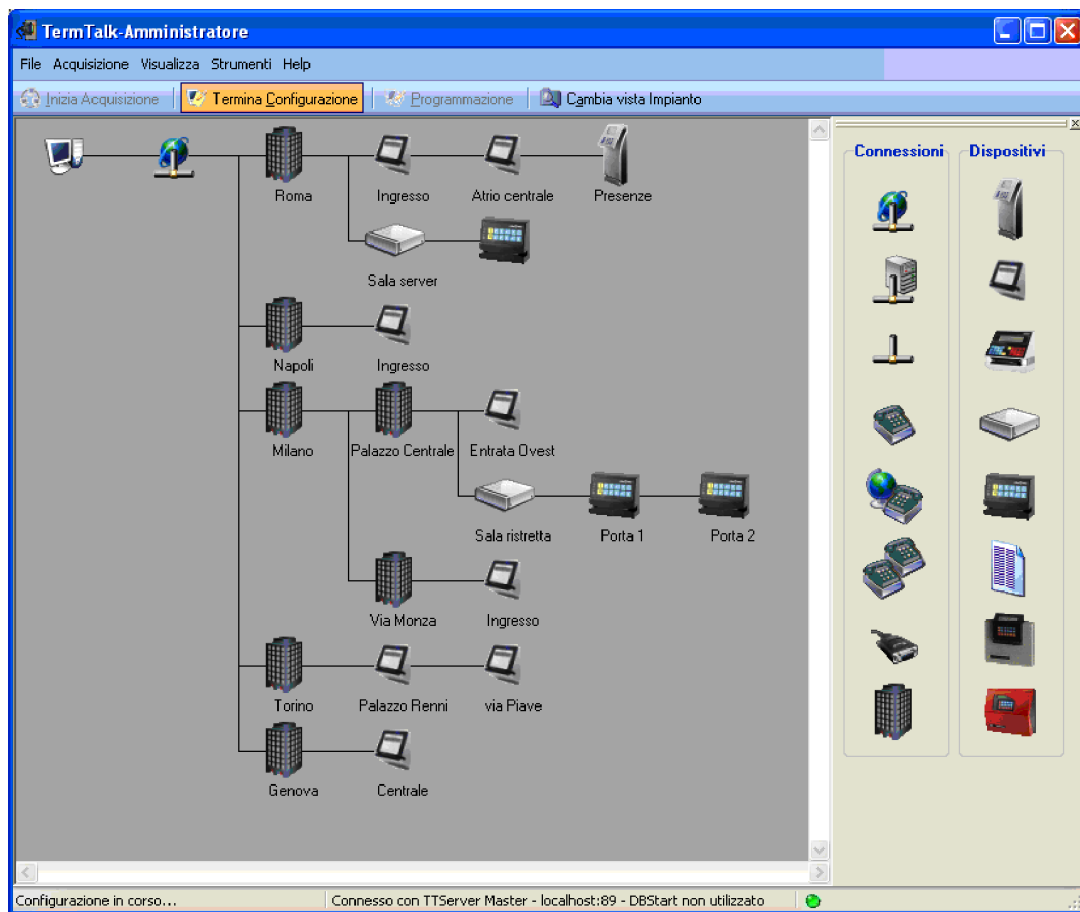 TermTalk-Amministratore
File Acquisizione Visualizza Strumenti Help
Inizia Acquisizione Termina Configurazione Programmazione Cambia vista Impianto
Connessioni Dispositivi
Roma Ingresso Atrio centrale Presenze
Sala server
Napoli Ingresso
Milano Palazzo Centrale Entrata Ovest
Sala ristretta Porta 1 Porta 2
Via Monza Ingresso
Torino Palazzo Renni via Piave
Genova Centrale
Configurazione in corso... Connesso con TTServer Master - localhost:89 - DBStart non utilizzato